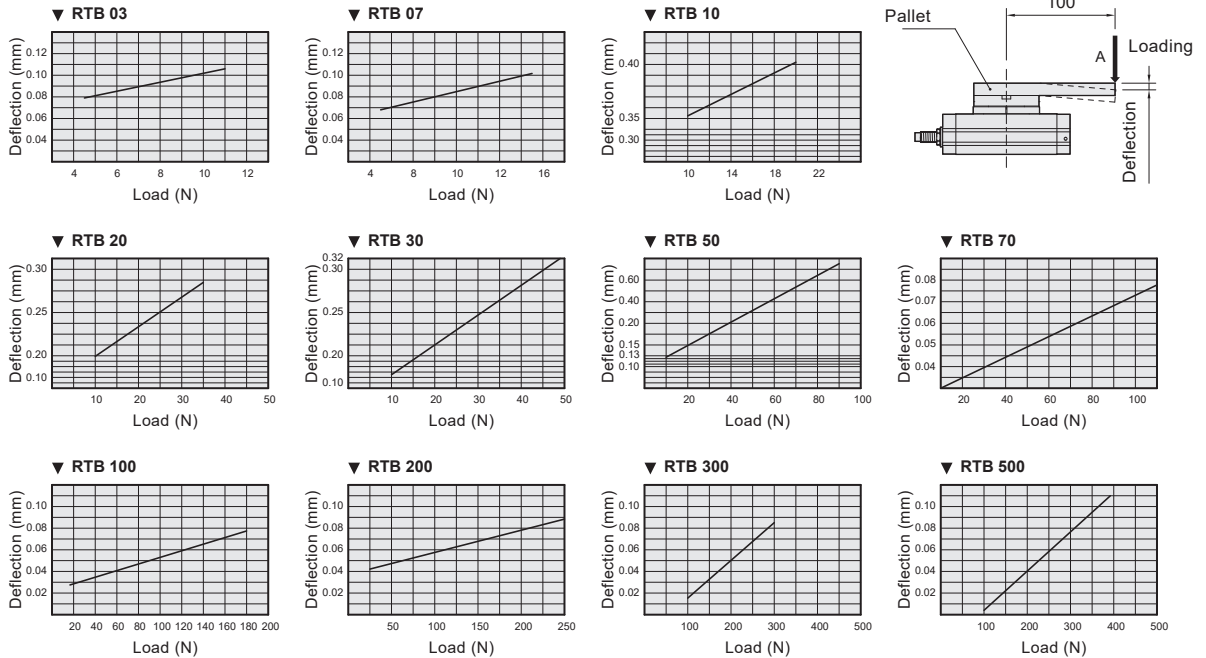 ▼ RTB 03
Deflection (mm)
0.12
0.10
0.08
0.06
0.04
4 6 8 10 12
Load (N)
▼ RTB 07
Deflection (mm)
0.12
0.10
0.08
0.06
0.04
4 8 10 12 16
Load (N)
▼ RTB 10
Deflection (mm)
0.40
0.35
0.30
10 14 18 22
Load (N)
100
Pallet
A
Loading
Deflection
▼ RTB 20
Deflection (mm)
0.30
0.25
0.20
0.10
10 20 30 40 50
Load (N)
▼ RTB 30
Deflection (mm)
0.32
0.30
0.25
0.20
0.10
10 20 30 40 50
Load (N)
▼ RTB 50
Deflection (mm)
0.60
0.40
0.20
0.15
0.13
0.10
20 40 60 80 100
Load (N)
▼ RTB 70
Deflection (mm)
0.08
0.07
0.06
0.05
0.04
20 40 60 80 100
Load (N)
▼ RTB 100
Deflection (mm)
0.10
0.08
0.06
0.04
0.02
20 40 60 80 100 120 140 160 180 200
Load (N)
▼ RTB 200
Deflection (mm)
0.10
0.08
0.06
0.04
0.02
50 100 150 200 250
Load (N)
▼ RTB 300
Deflection (mm)
0.10
0.08
0.06
0.04
0.02
100 200 300 400 500
Load (N)
▼ RTB 500
Deflection (mm)
0.10
0.08
0.06
0.04
0.02
100 200 300 400 500
Load (N)